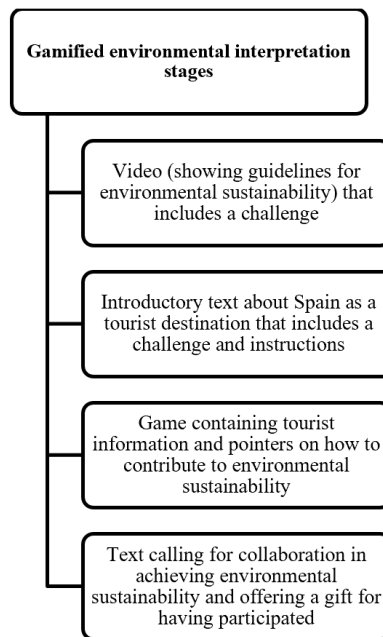 Gamified environmental interpretation
stages
Video (showing guidelines for
environmental sustainability) that
includes a challenge
Introductory text about Spain as a
tourist destination that includes a
challenge and instructions
Game containing tourist
information and pointers on how to
contribute to environmental
sustainability
Text calling for collaboration in
achieving environmental
sustainability and offering a gift for
having participated